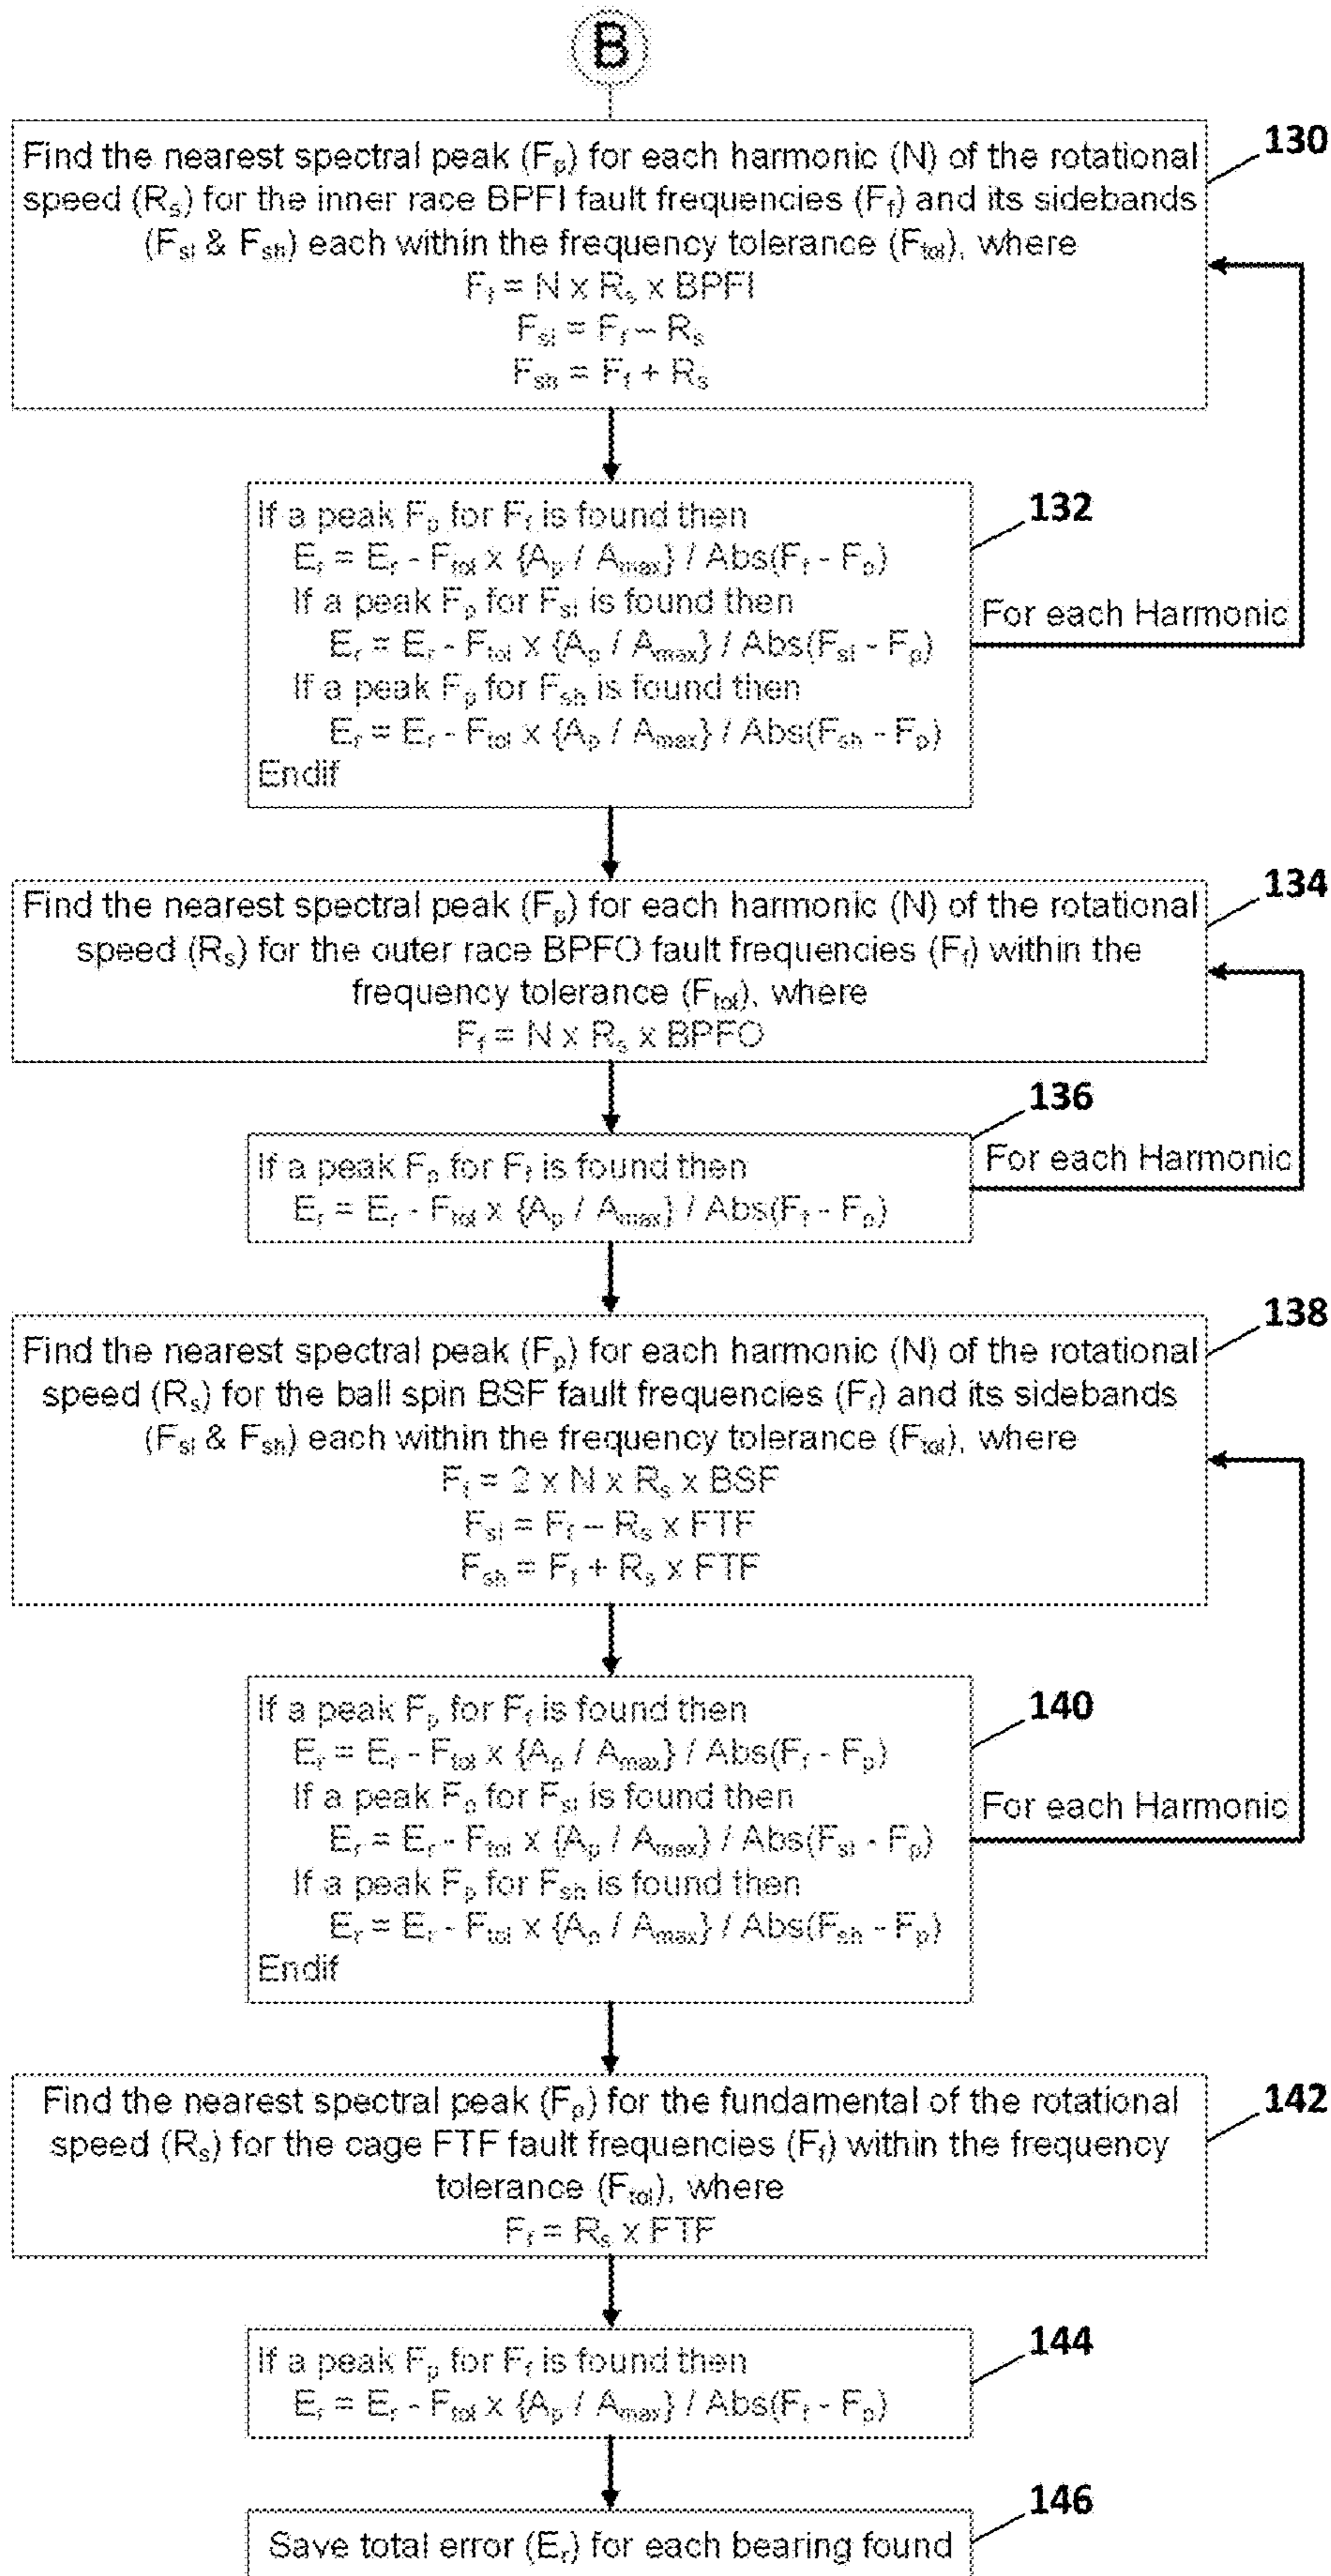 B
Find the nearest spectral peak (Fp) for each harmonic (N) of the rotational
speed (Rs) for the inner race BPFI fault frequencies (Ff) and its sidebands
(Fsl & Fsh) each within the frequency tolerance (Ftol), where
Ff = N x Rs x BPFI
Fsl = Ff – Rs
Fsh = Ff + Rs
130
If a peak Fp for Ff is found then
Er = Er - Ftol x {Ap / Amax} / Abs(Ff - Fp)
If a peak Fp for Fsl is found then
Er = Er - Ftol x {Ap / Amax} / Abs(Fsl - Fp)
If a peak Fp for Fsh is found then
Er = Er - Ftol x {Ap / Amax} / Abs(Fsh - Fp)
Endif
132
For each Harmonic
Find the nearest spectral peak (Fp) for each harmonic (N) of the rotational
speed (Rs) for the outer race BPFO fault frequencies (Ff) within the
frequency tolerance (Ftol), where
Ff = N x Rs x BPFO
134
If a peak Fp for Ff is found then
Er = Er - Ftol x {Ap / Amax} / Abs(Ff - Fp)
136
For each Harmonic
Find the nearest spectral peak (Fp) for each harmonic (N) of the rotational
speed (Rs) for the ball spin BSF fault frequencies (Ff) and its sidebands
(Fsl & Fsh) each within the frequency tolerance (Ftol), where
Ff = 2 x N x Rs x BSF
Fsl = Ff – Rs x FTF
Fsh = Ff + Rs x FTF
138
If a peak Fp for Ff is found then
Er = Er - Ftol x {Ap / Amax} / Abs(Ff - Fp)
If a peak Fp for Fsl is found then
Er = Er - Ftol x {Ap / Amax} / Abs(Fsl - Fp)
If a peak Fp for Fsh is found then
Er = Er - Ftol x {Ap / Amax} / Abs(Fsh - Fp)
Endif
140
For each Harmonic
Find the nearest spectral peak (Fp) for the fundamental of the rotational
speed (Rs) for the cage FTF fault frequencies (Ff) within the frequency
tolerance (Ftol), where
Ff = Rs x FTF
142
If a peak Fp for Ff is found then
Er = Er - Ftol x {Ap / Amax} / Abs(Ff - Fp)
144
Save total error (Er) for each bearing found
146